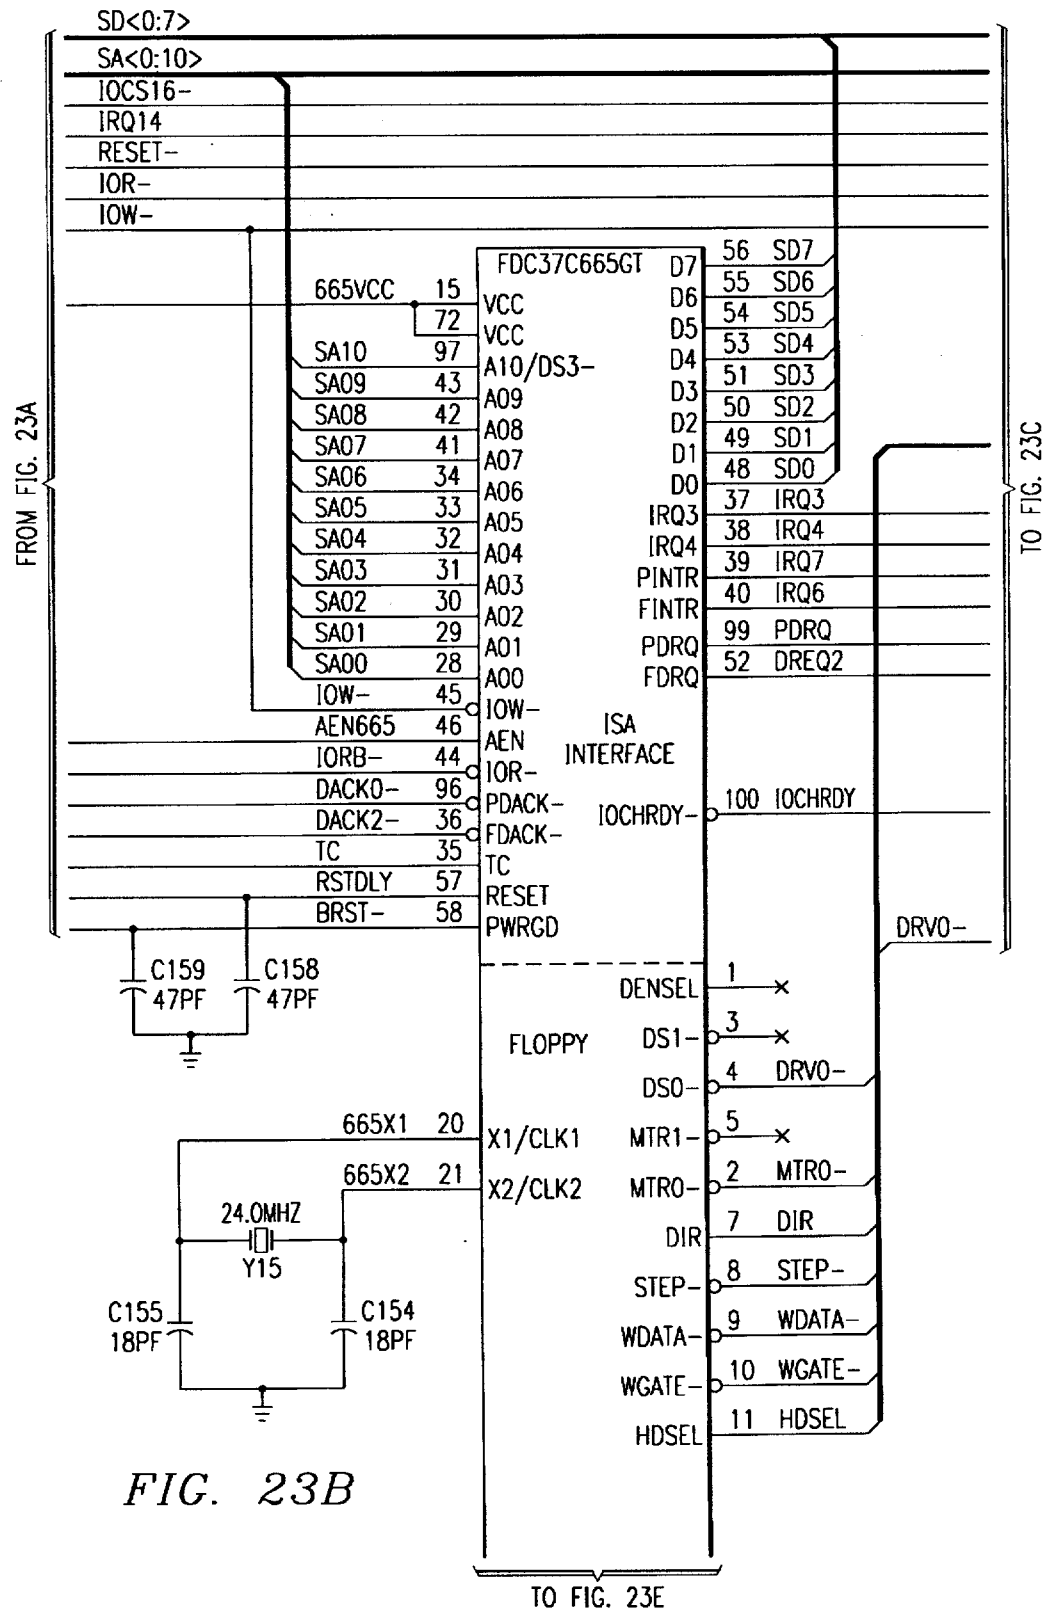 SD<0:7>
SA<0:10>
IOCS16-
IRQ14
RESET-
IOR-
IOW-
FROM FIG. 23A
TO FIG. 23C
FDC37C665GT
665VCC 15 VCC
72 VCC
SA10 97 A10/DS3-
SA09 43 A09
SA08 42 A08
SA07 41 A07
SA06 34 A06
SA05 33 A05
SA04 32 A04
SA03 31 A03
SA02 30 A02
SA01 29 A01
SA00 28 A00
IOW- 45 IOW-
AEN665 46 AEN
IORB- 44 IOR-
DACK0- 96 PDACK-
DACK2- 36 FDACK-
TC 35 TC
RSTDLY 57 RESET
BRST- 58 PWRGD
D7 56 SD7
D6 55 SD6
D5 54 SD5
D4 53 SD4
D3 51 SD3
D2 50 SD2
D1 49 SD1
D0 48 SD0
IRQ3 37 IRQ3
IRQ4 38 IRQ4
PINTR 39 IRQ7
FINTR 40 IRQ6
PDRQ 99 PDRQ
FDRQ 52 DREQ2
ISA
INTERFACE
IOCHRDY- 100 IOCHRDY
DRV0-
C159
47PF
C158
47PF
FLOPPY
DENSEL 1
DS1- 3
DS0- 4 DRV0-
MTR1- 5
MTR0- 2 MTR0-
DIR 7 DIR
STEP- 8 STEP-
WDATA- 9 WDATA-
WGATE- 10 WGATE-
HDSEL 11 HDSEL
665X1 20 X1/CLK1
665X2 21 X2/CLK2
24.0MHZ
Y15
C155
18PF
C154
18PF
FIG. 23B
TO FIG. 23E